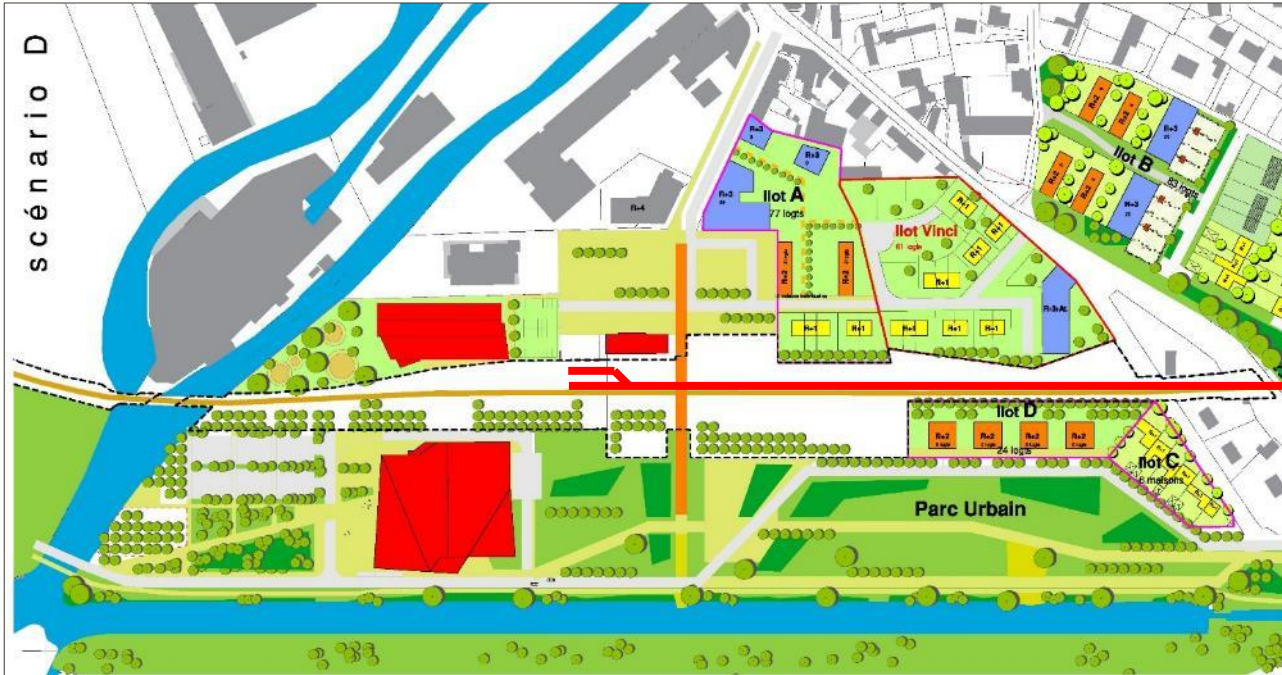 scénario D
R+4
R+3
R+3
R+3
Ilot A
77 logts
R+2
R+2
R+1
R+1
Ilot Vinci
61 logts
R+1
R+1
R+1
R+1
R+1
R+1
R+1
Ilot B
83 logts
R+2
R+2
R+3
R+2
R+2
R+3
Ilot D
R+2
R+2
R+2
R+2
24 logts
Ilot C
6 maisons
Parc Urbain